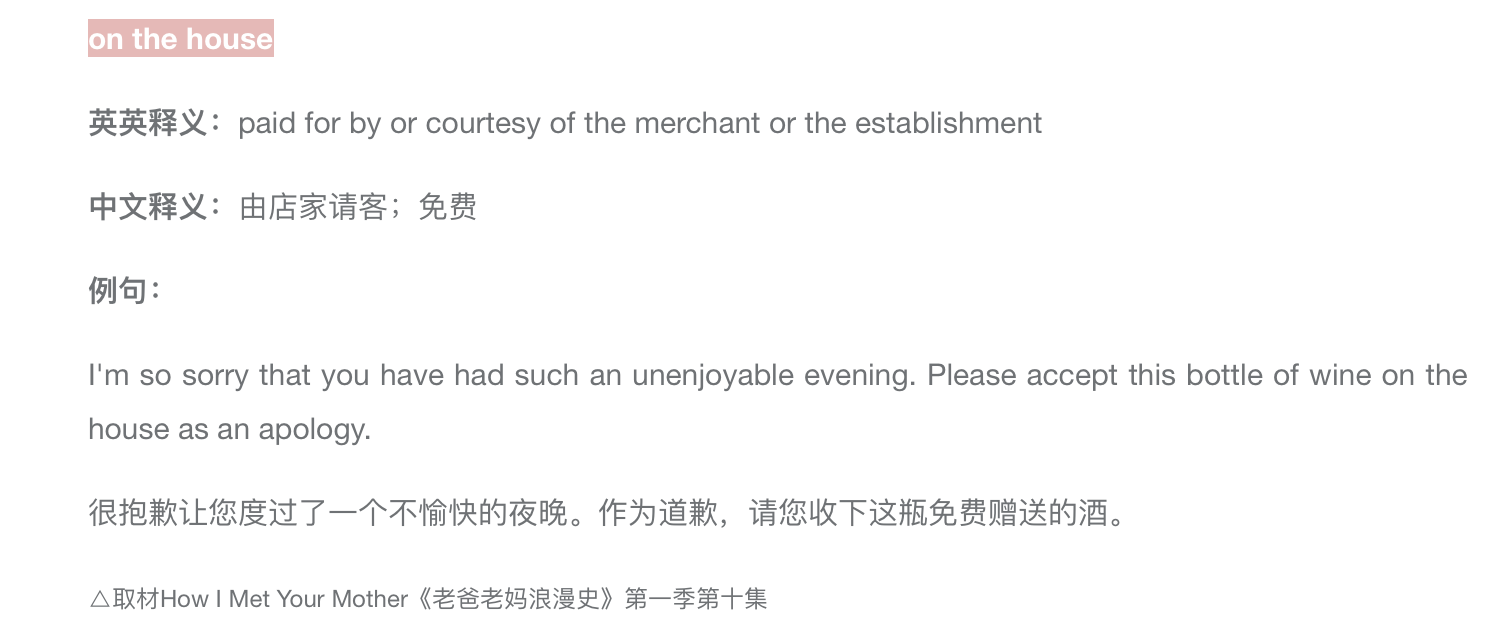 on the house
英英释义：paid for by or courtesy of the merchant or the establishment
中文释义：由店家请客；免费
例句：
I'm so sorry that you have had such an unenjoyable evening. Please accept this bottle of wine on the
house as an apology.
很抱歉让您度过了一个不愉快的夜晚。作为道歉，请您收下这瓶免费赠送的酒。
△取材How I Met Your Mother《老爸老妈浪漫史》第一季第十集